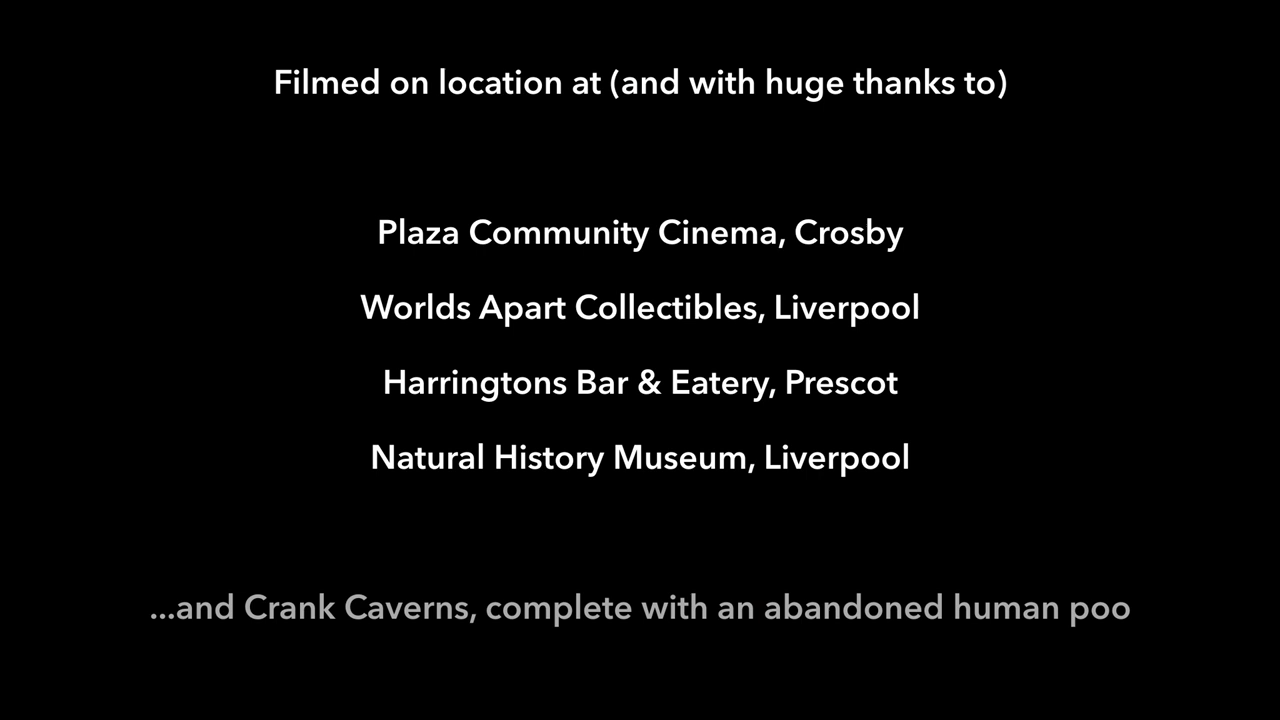 Filmed on location at (and with huge thanks to)
Plaza Community Cinema, Crosby
Worlds Apart Collectibles, Liverpool
Harringtons Bar & Eatery, Prescot
Natural History Museum, Liverpool
...and Crank Caverns, complete with an abandoned human poo